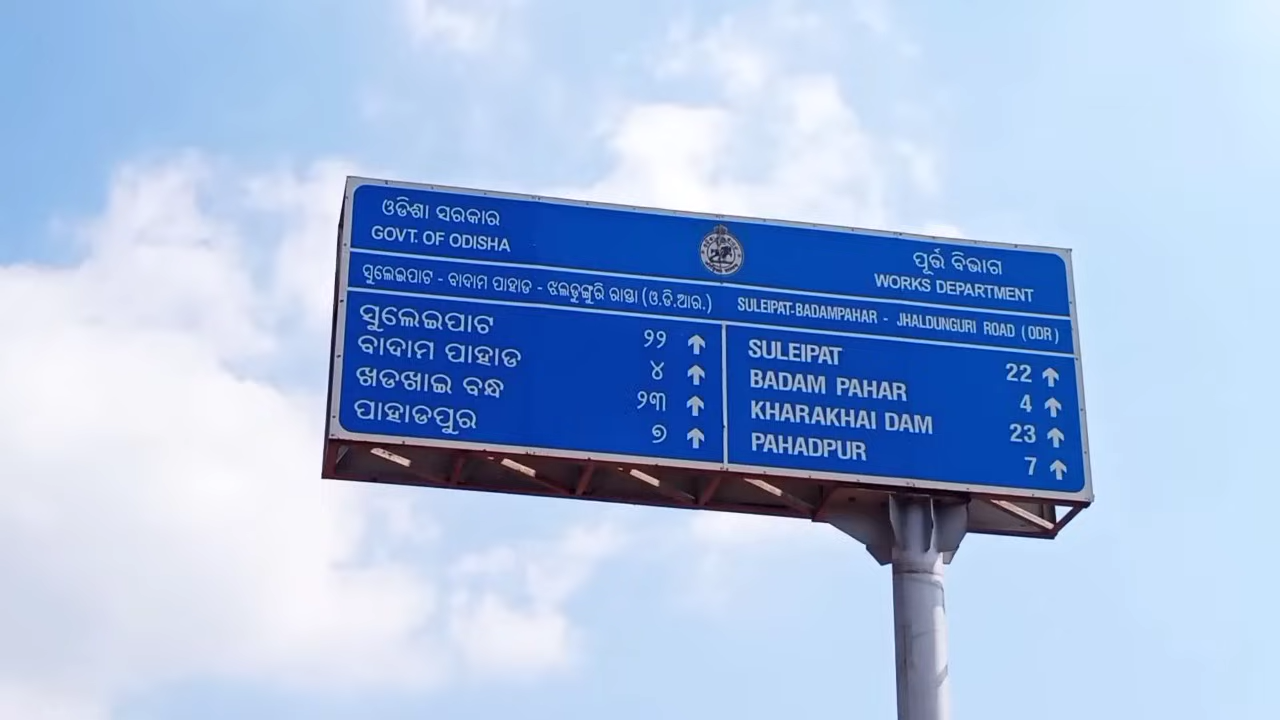 ଓଡିଶା ସରକାର
GOVT. OF ODISHA
ପୂର୍ତ୍ତ ବିଭାଗ
WORKS DEPARTMENT
ସୁଲେଇପାଟ - ବାଦାମ ପାହାଡ - ଝଲଡୁଙ୍ଗୁରି ରାସ୍ତା (ଓ.ଡି.ଆର.)
SULEIPAT-BADAMPAHAR - JHALDUNGURI ROAD (ODR)
ସୁଲେଇପାଟ ୨୨ ↑
ବାଦାମ ପାହାଡ ୪ ↑
ଖଡଖାଇ ବନ୍ଧ ୨୩ ↑
ପାହାଡପୁର ୭ ↑
SULEIPAT 22 ↑
BADAM PAHAR 4 ↑
KHARAKHAI DAM 23 ↑
PAHADPUR 7 ↑